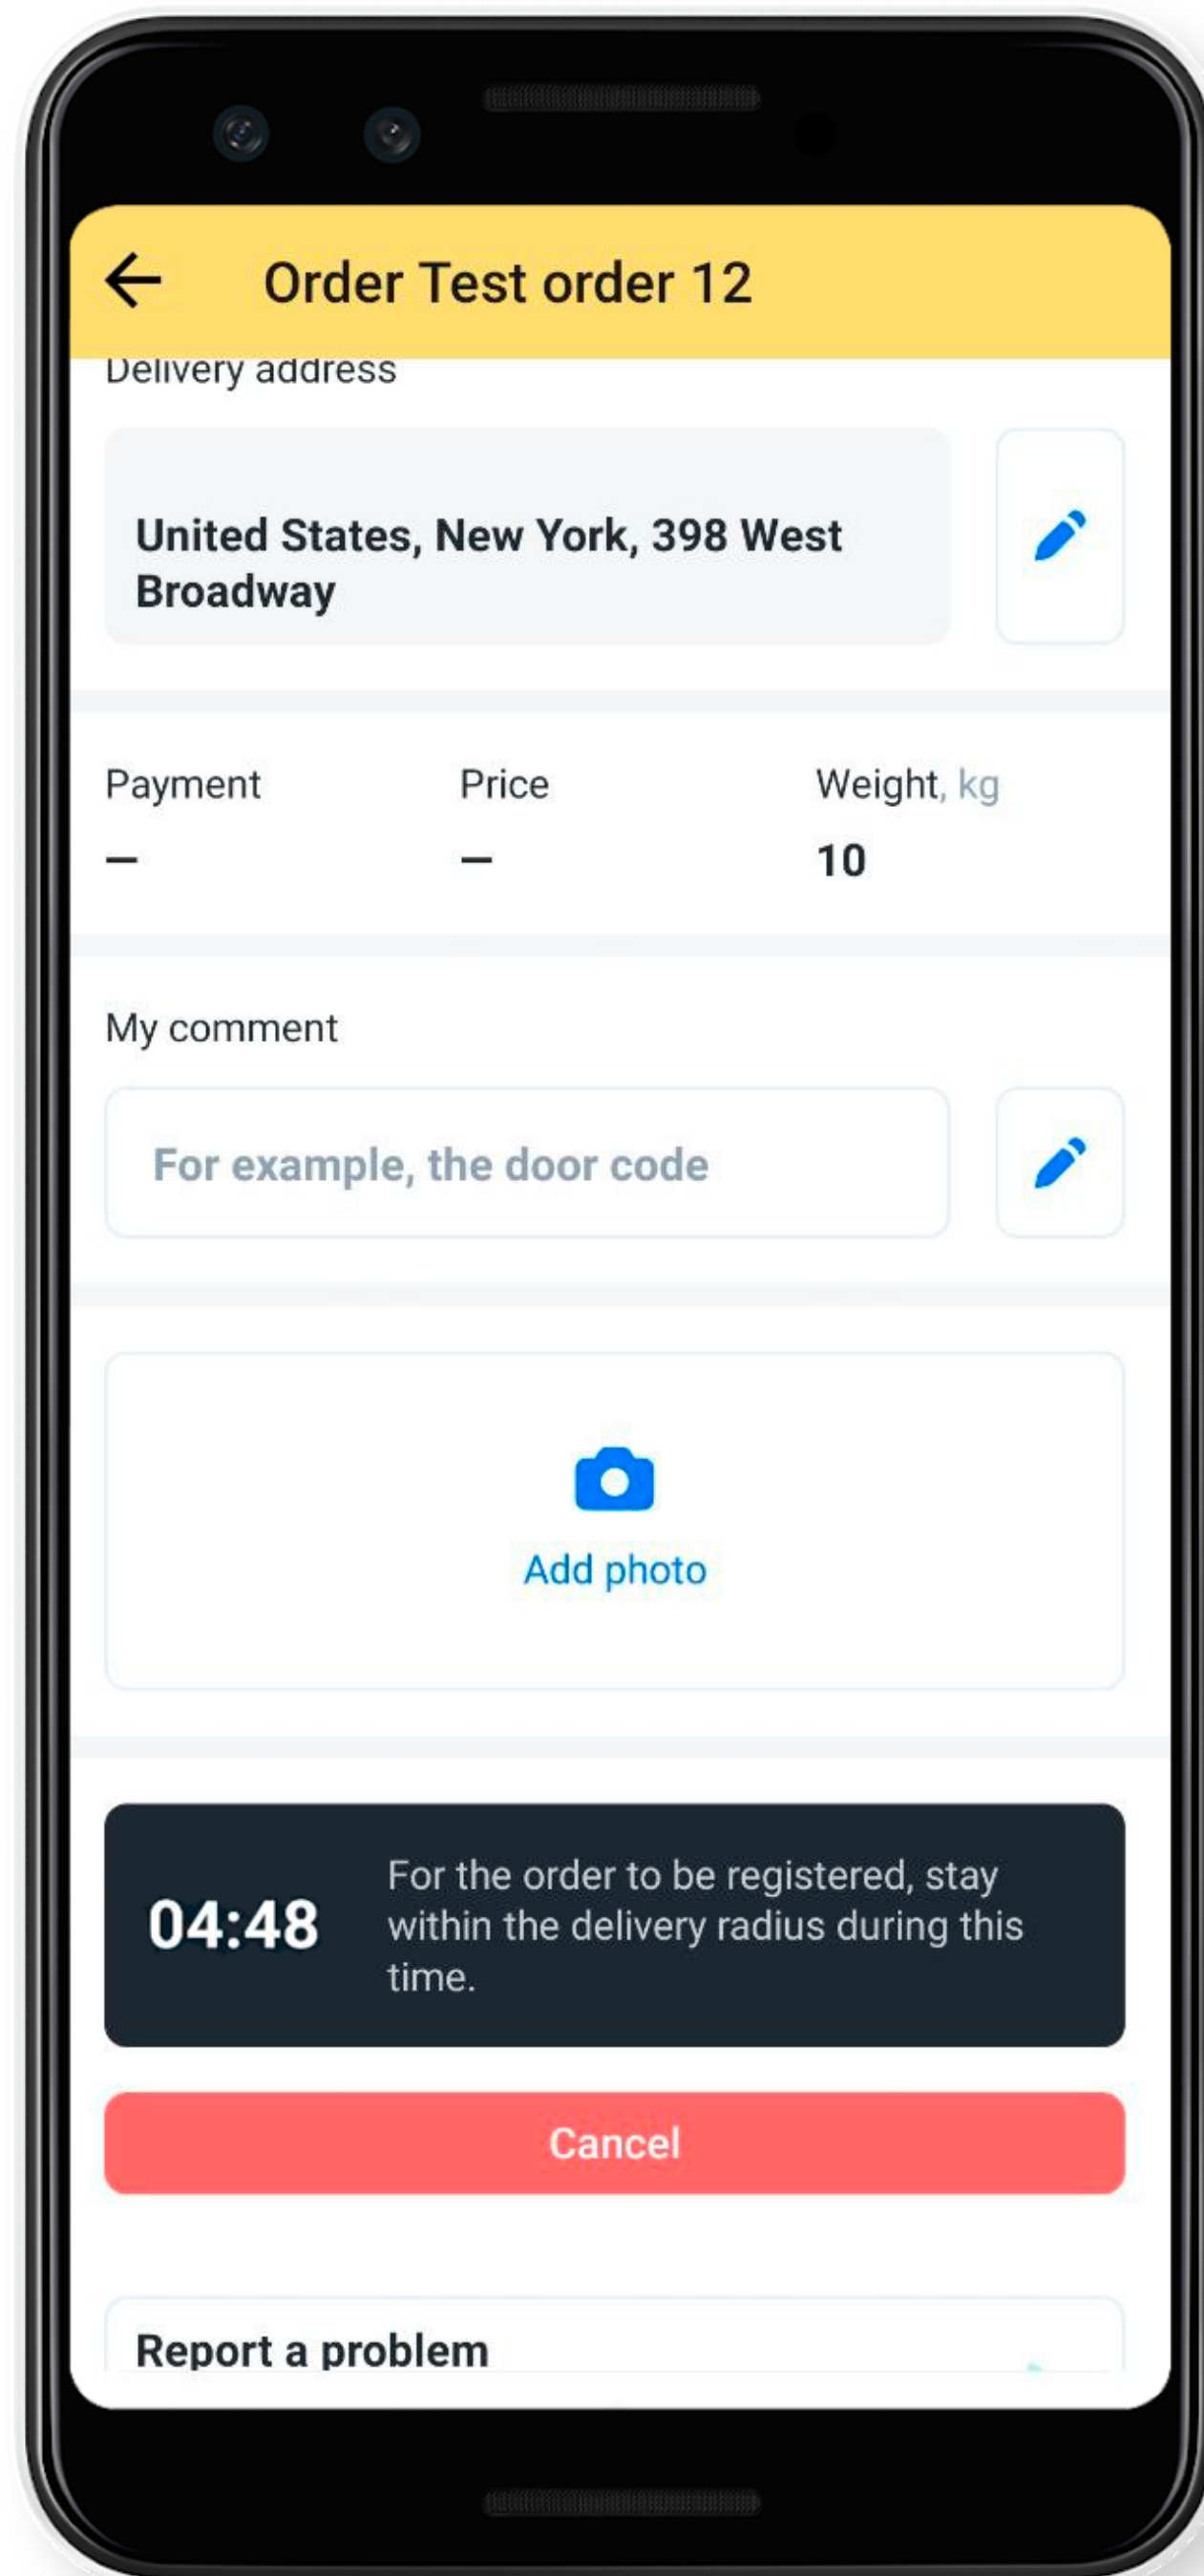 Order Test order 12
Delivery address
United States, New York, 398 West
Broadway
Payment
Price
Weight, kg
—
—
10
My comment
For example, the door code
Add photo
04:48
For the order to be registered, stay
within the delivery radius during this
time.
Cancel
Report a problem